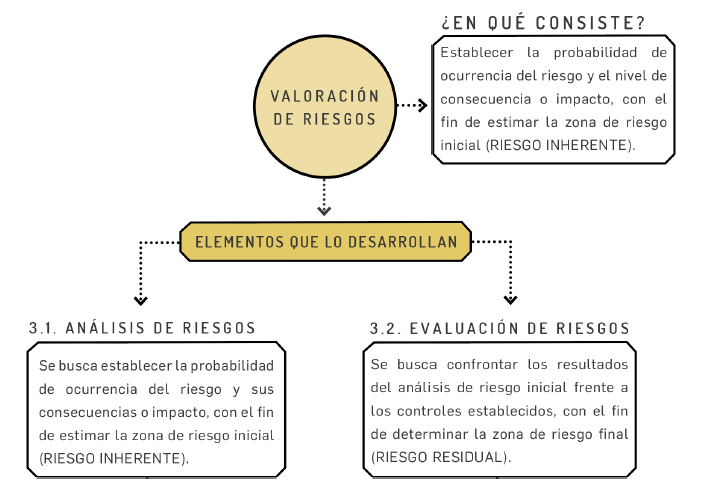 ¿EN QUÉ CONSISTE?
VALORACIÓN
DE RIESGOS
Establecer la probabilidad de
ocurrencia del riesgo y el nivel de
consecuencia o impacto, con el
fin de estimar la zona de riesgo
inicial (RIESGO INHERENTE).
ELEMENTOS QUE LO DESARROLLAN
3.1. ANÁLISIS DE RIESGOS
Se busca establecer la probabilidad
de ocurrencia del riesgo y sus
consecuencias o impacto, con el fin
de estimar la zona de riesgo inicial
(RIESGO INHERENTE).
3.2. EVALUACIÓN DE RIESGOS
Se busca confrontar los resultados
del análisis de riesgo inicial frente a
los controles establecidos, con el fin
de determinar la zona de riesgo final
(RIESGO RESIDUAL).